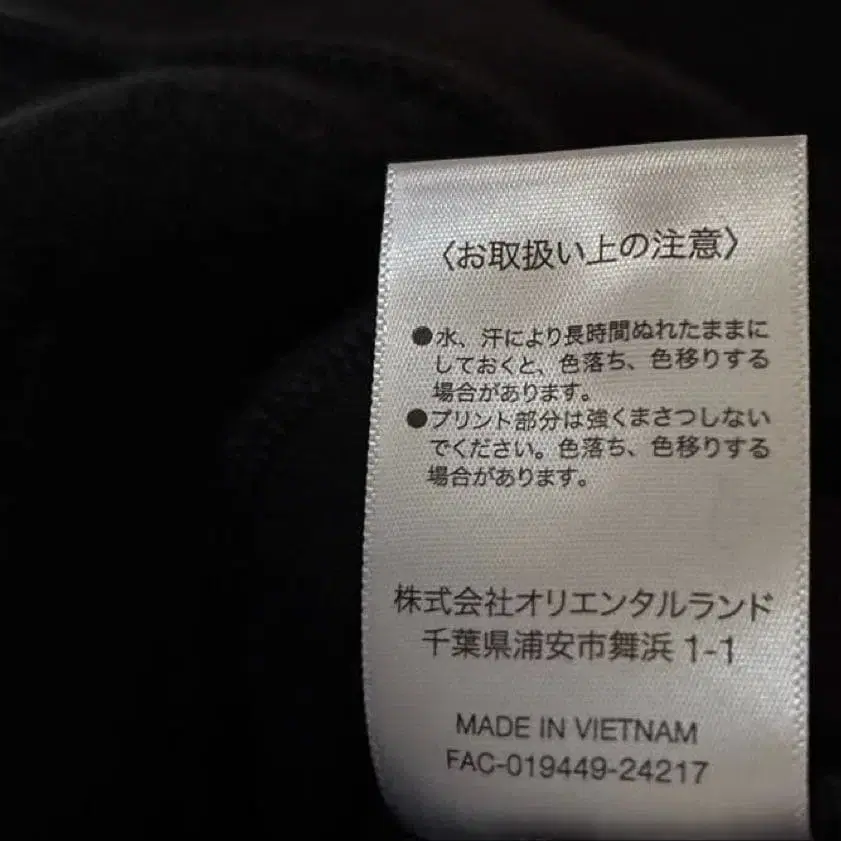 〈お取扱い上の注意〉
●水、汗により長時間ぬれたままに
しておくと、色落ち、色移りする
場合があります。
●プリント部分は強くまさつしない
でください。色落ち、色移りする
場合があります。
株式会社オリエンタルランド
千葉県浦安市舞浜 1-1
MADE IN VIETNAM
FAC-019449-24217